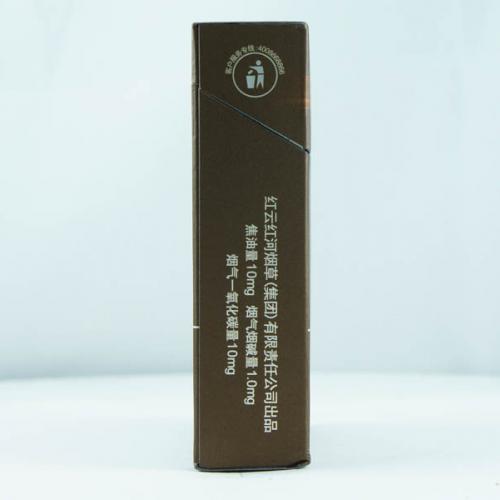 客户服务专线:4008699866
红云红河烟草(集团)有限责任公司出品
焦油量10mg 烟气烟碱量1.0mg
烟气一氧化碳量10mg